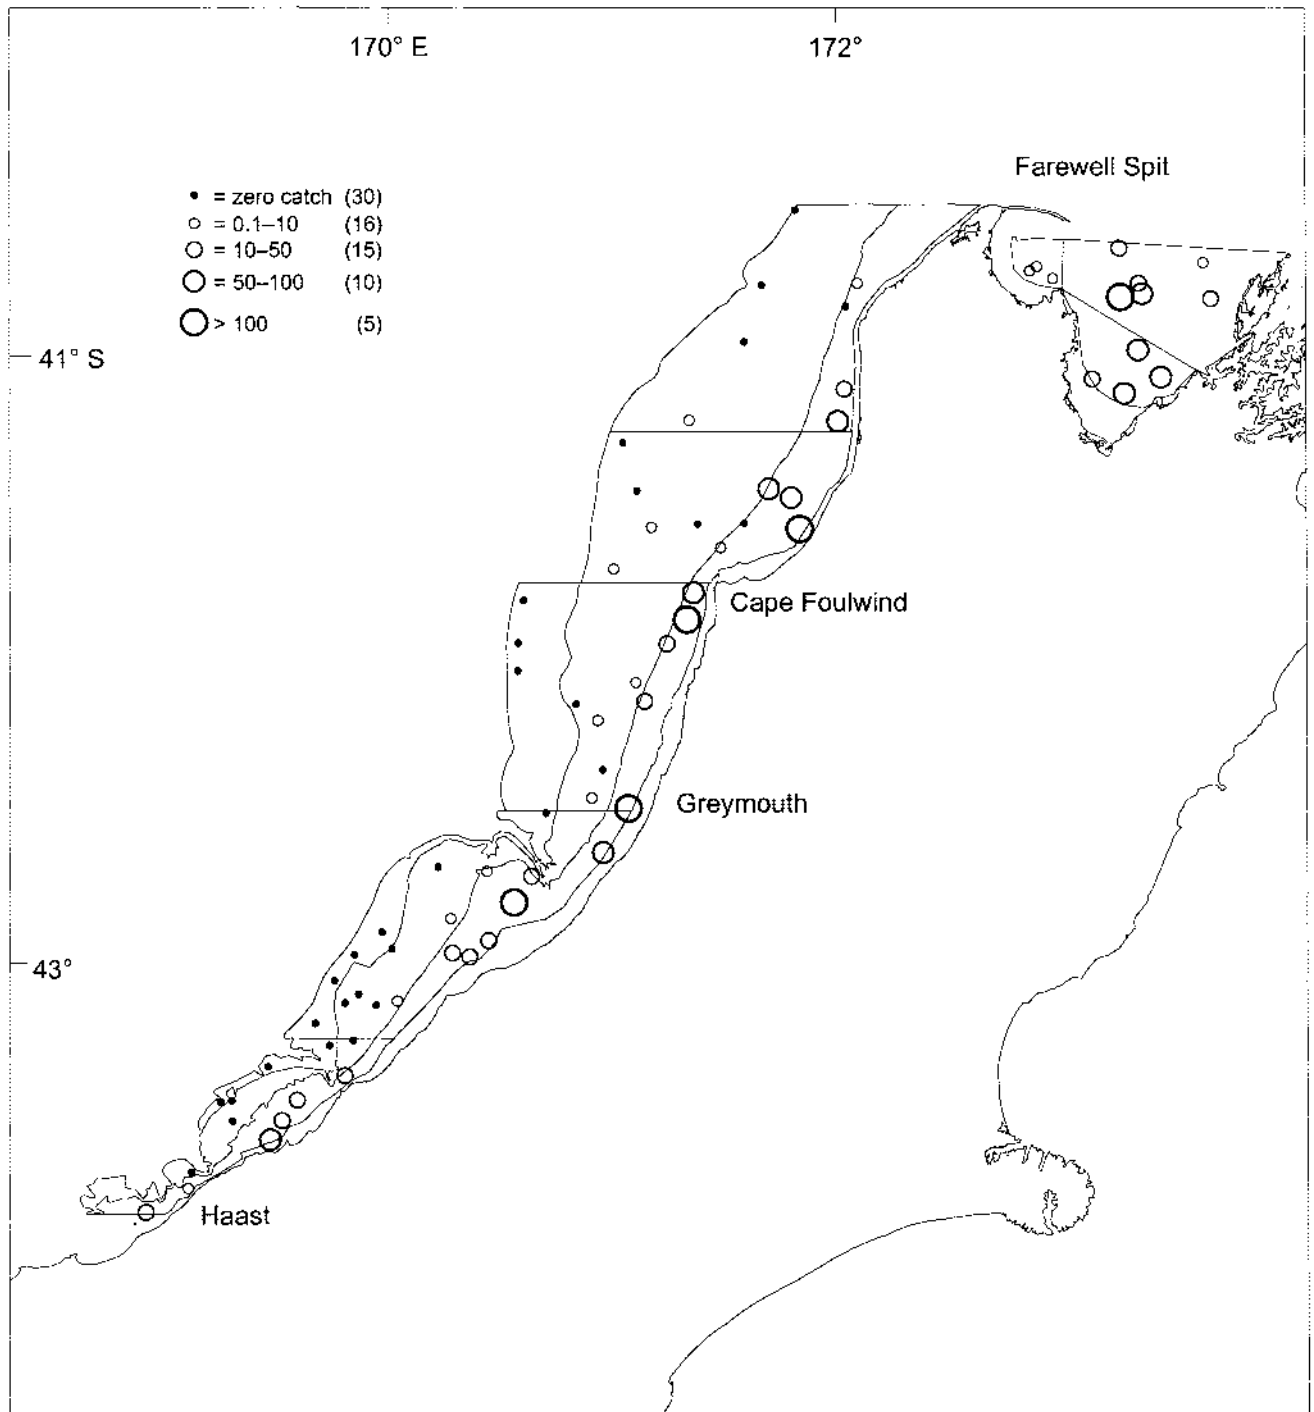 170° E
172°
Farewell Spit
• = zero catch (30)
○ = 0.1–10 (16)
○ = 10–50 (15)
○ = 50–100 (10)
○ > 100 (5)
41° S
Cape Foulwind
Greymouth
43°
Haast